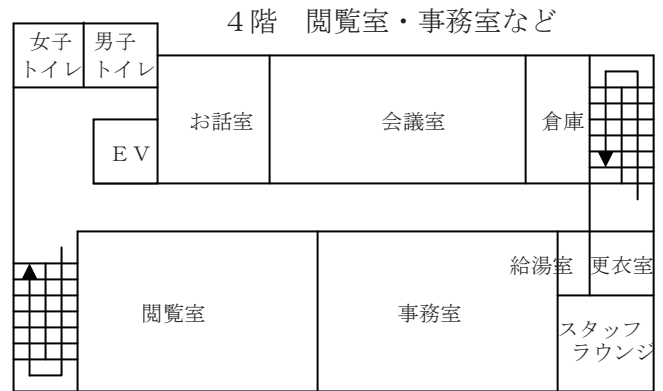 4階 閲覧室・事務室など
女子
トイレ
男子
トイレ
お話室
会議室
倉庫
EV
給湯室
更衣室
閲覧室
事務室
スタッフ
ラウンジ